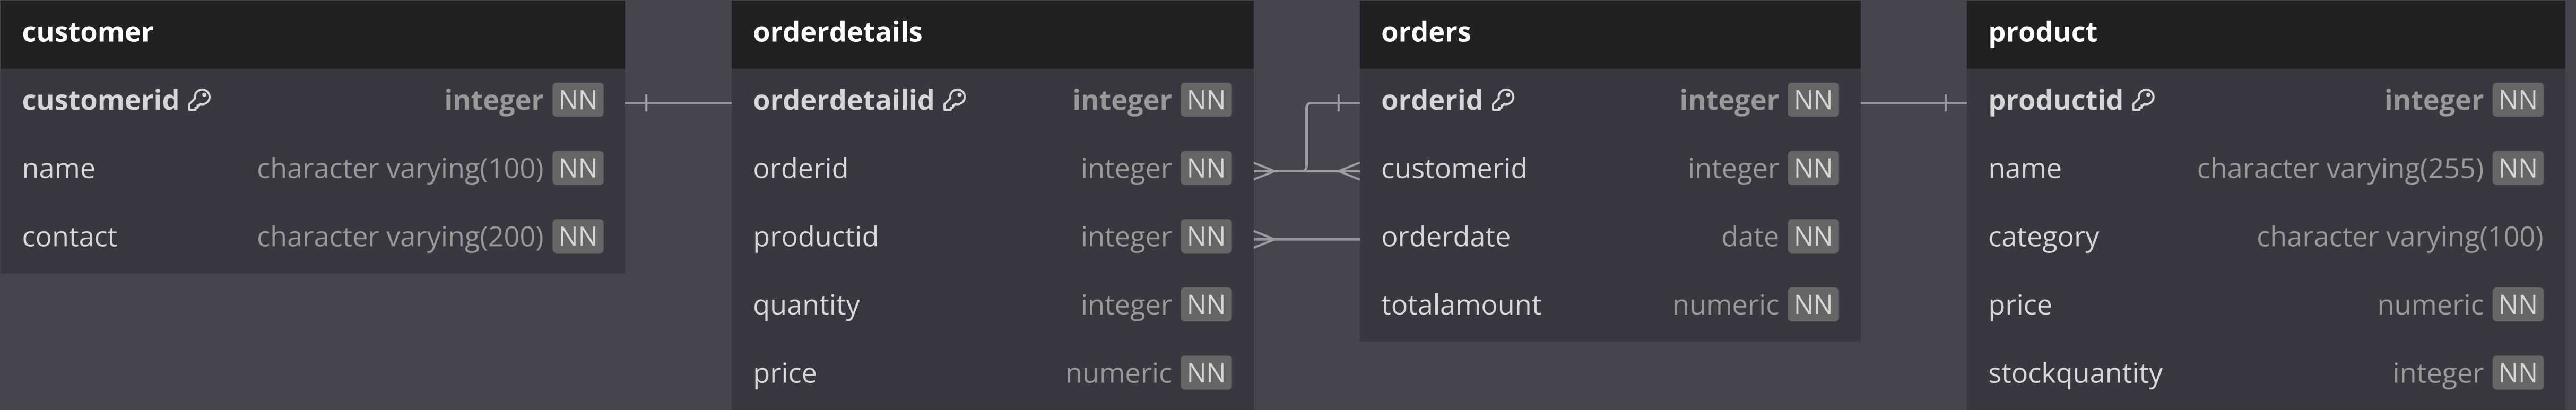 customer
customerid integer NN
name character varying(100) NN
contact character varying(200) NN
orderdetails
orderdetailid integer NN
orderid integer NN
productid integer NN
quantity integer NN
price numeric NN
orders
orderid integer NN
customerid integer NN
orderdate date NN
totalamount numeric NN
product
productid integer NN
name character varying(255) NN
category character varying(100)
price numeric NN
stockquantity integer NN